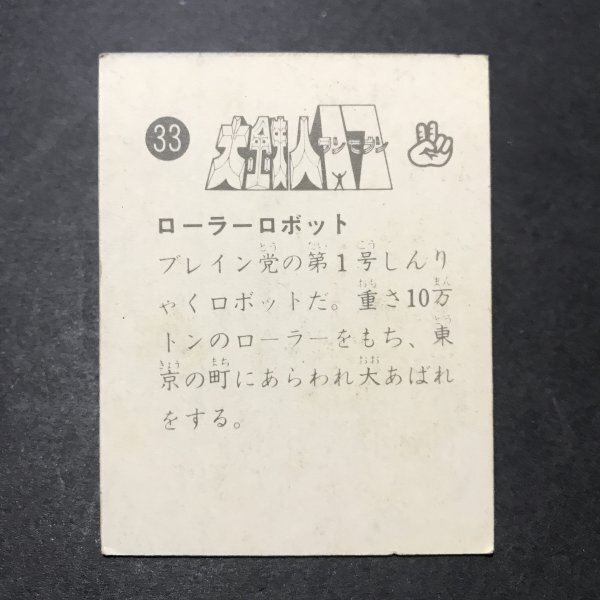 33
大鉄人17
ワンセブン
ローラーロボット
ブレイン党の第1号しんり
ゃくロボットだ。重さ10万
トンのローラーをもち、東
京の町にあらわれ大あばれ
をする。